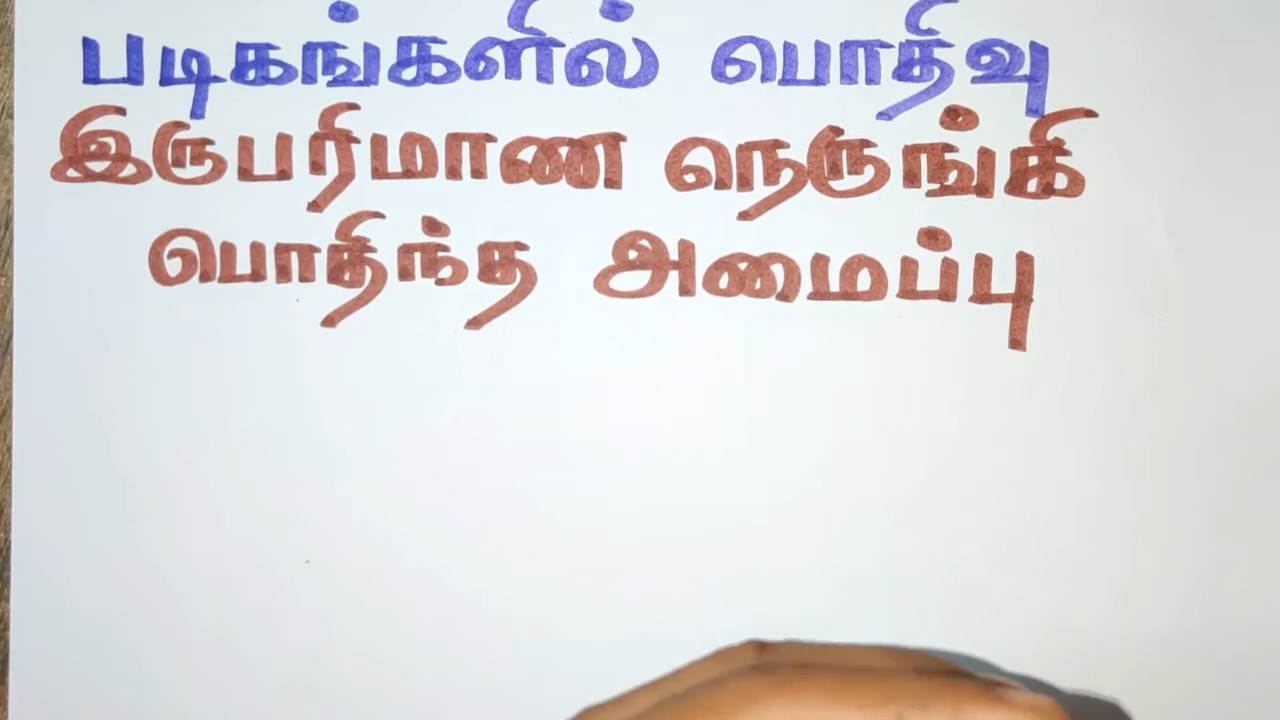 படிகங்களில் பொதிவு
இருபரிமாண நெருங்கி
பொதிந்த அமைப்பு